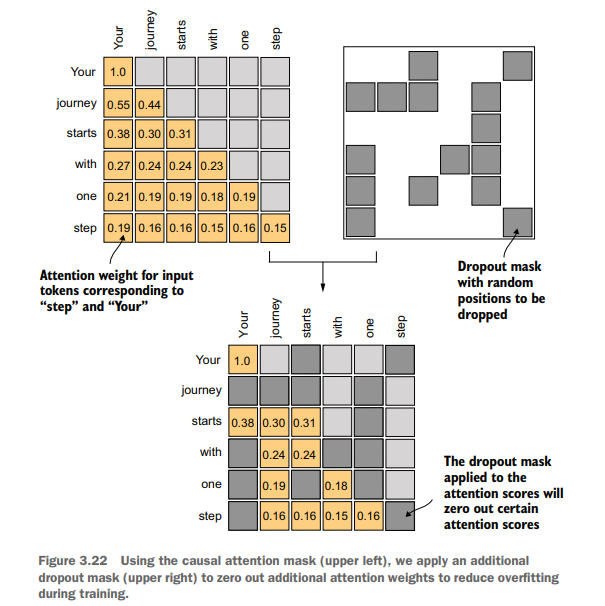 Your journey starts with one step
Your 1.0
journey 0.55 0.44
starts 0.38 0.30 0.31
with 0.27 0.24 0.24 0.23
one 0.21 0.19 0.19 0.18 0.19
step 0.19 0.16 0.16 0.15 0.16 0.15
Attention weight for input
tokens corresponding to
“step” and “Your”
Dropout mask
with random
positions to be
dropped
Your journey starts with one step
Your 1.0
journey
starts 0.38 0.30 0.31
with 0.24 0.24
one 0.19 0.18
step 0.16 0.16 0.15 0.16
The dropout mask
applied to the
attention scores will
zero out certain
attention scores
Figure 3.22 Using the causal attention mask (upper left), we apply an additional
dropout mask (upper right) to zero out additional attention weights to reduce overfitting
during training.